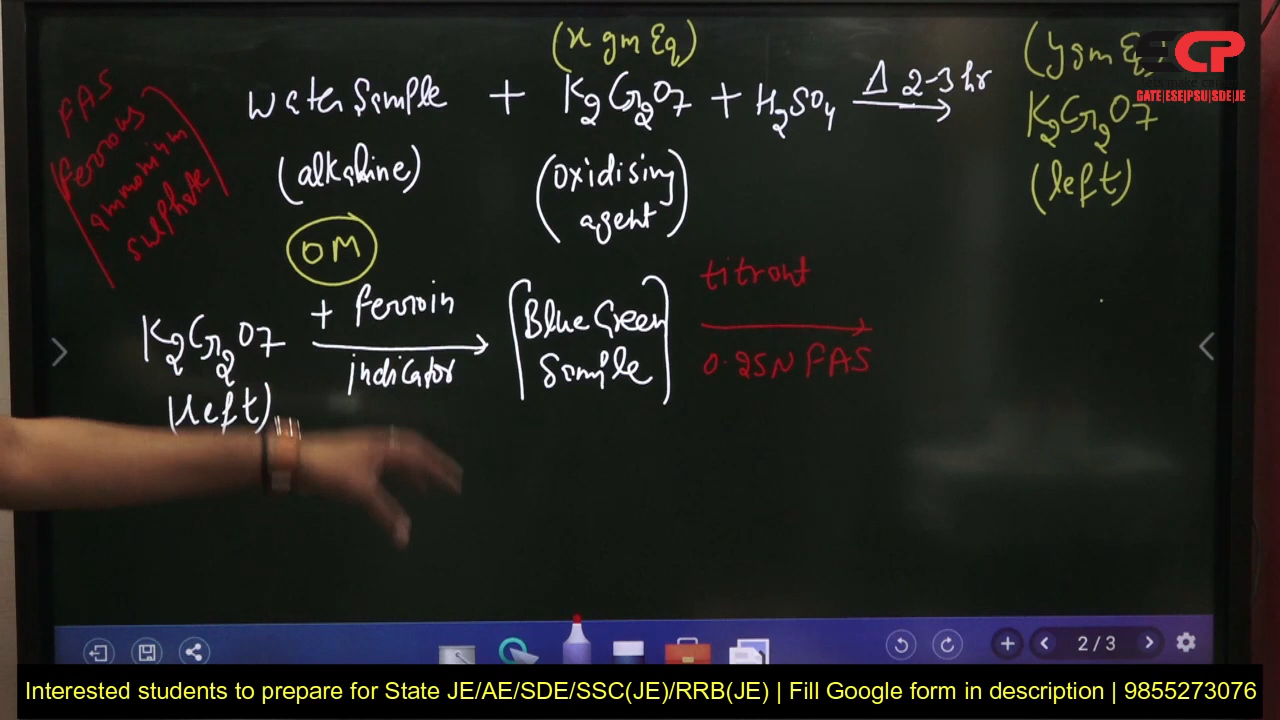 (x gm Eq)
(y gm E
ECP
GATE|ESE|PSU|SDE|JE
FAS
ferrous
ammonium
sulphate
Water Sample + K2Cr2O7 + H2SO4 Δ 2-3 hr
K2Cr2O7
(left)
(alkaline)
(oxidising
agent)
OM
K2Cr2O7
(left)
+ ferroin
indicator
[Blue Green
Sample]
titrant
0.25N FAS
2 / 3
Interested students to prepare for State JE/AE/SDE/SSC(JE)/RRB(JE) | Fill Google form in description | 9855273076